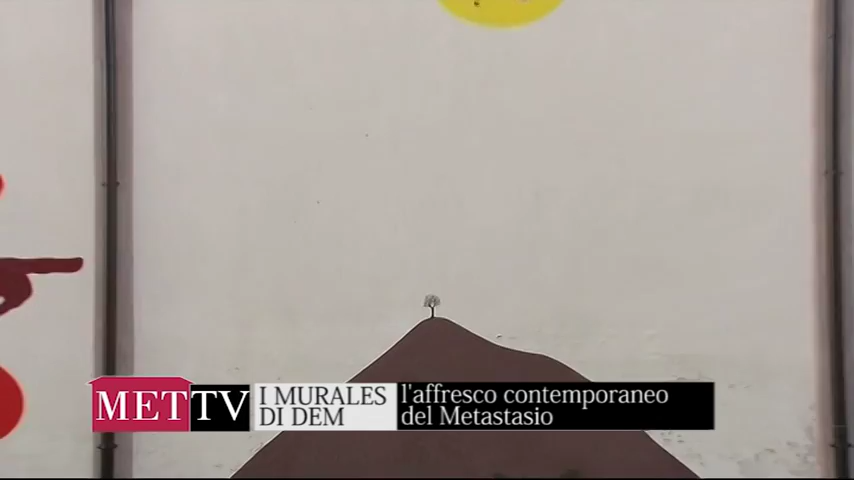 METTV
I MURALES
DI DEM
l'affresco contemporaneo
del Metastasio